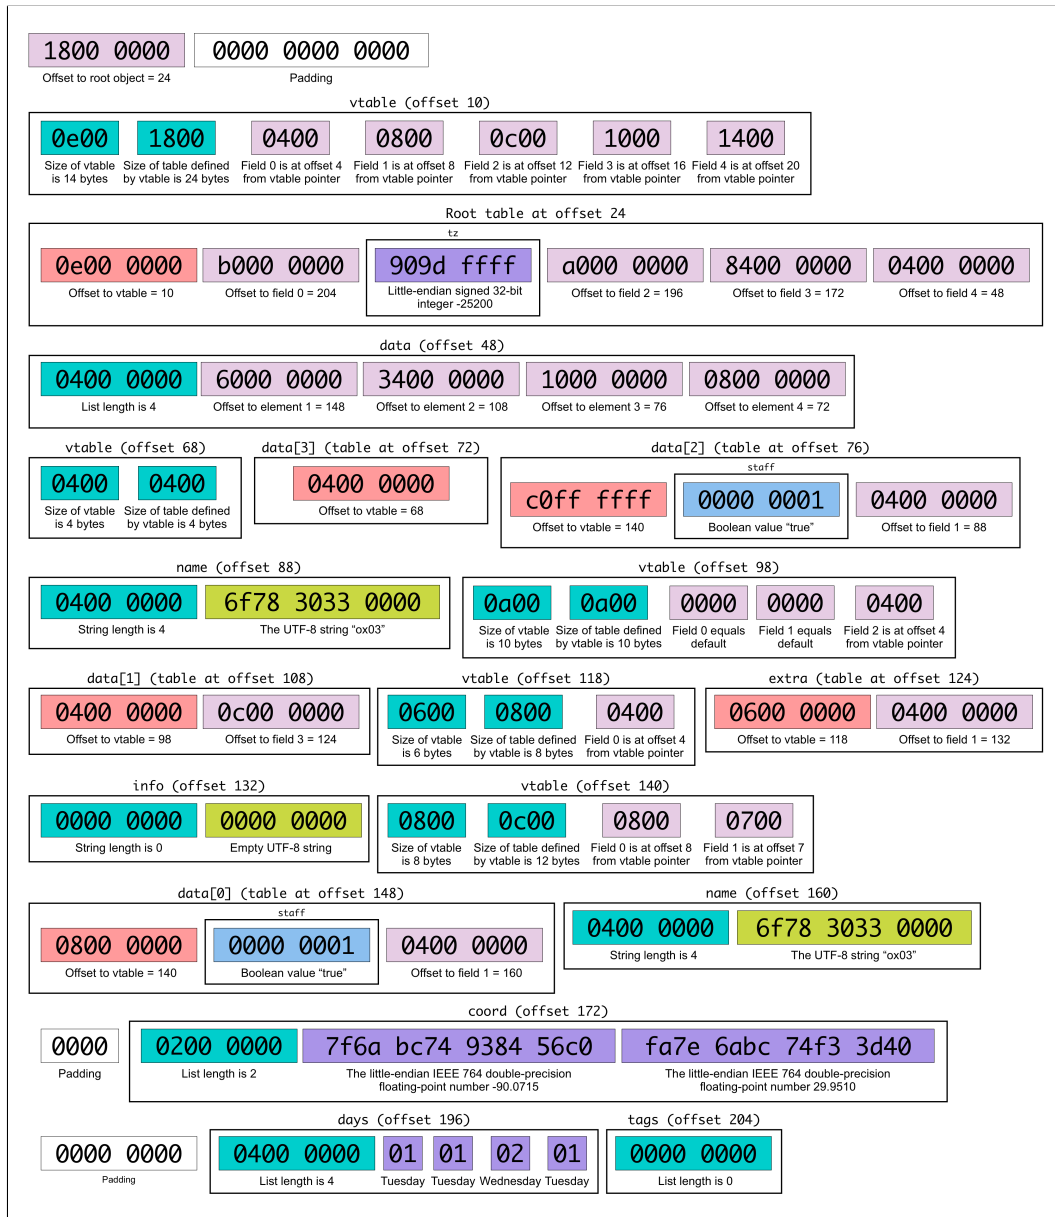 1800 0000 0000 0000 0000
Offset to root object = 24 Padding
vtable (offset 10)
0e00 1800 0400 0800 0c00 1000 1400
Size of vtable Size of table defined Field 0 is at offset 4 Field 1 is at offset 8 Field 2 is at offset 12 Field 3 is at offset 16 Field 4 is at offset 20
is 14 bytes by vtable is 24 bytes from vtable pointer from vtable pointer from vtable pointer from vtable pointer from vtable pointer
Root table at offset 24
tz
0e00 0000 b000 0000 909d ffff a000 0000 8400 0000 0400 0000
Offset to vtable = 10 Offset to field 0 = 204 Little-endian signed 32-bit Offset to field 2 = 196 Offset to field 3 = 172 Offset to field 4 = 48
integer -25200
data (offset 48)
0400 0000 6000 0000 3400 0000 1000 0000 0800 0000
List length is 4 Offset to element 1 = 148 Offset to element 2 = 108 Offset to element 3 = 76 Offset to element 4 = 72
vtable (offset 68) data[3] (table at offset 72) data[2] (table at offset 76)
staff
0400 0400 0400 0000 c0ff ffff 0000 0001 0400 0000
Size of vtable Size of table defined Offset to vtable = 68 Offset to vtable = 140 Boolean value “true” Offset to field 1 = 88
is 4 bytes by vtable is 4 bytes
name (offset 88) vtable (offset 98)
0400 0000 6f78 3033 0000 0a00 0a00 0000 0000 0400
String length is 4 The UTF-8 string “ox03” Size of vtable Size of table defined Field 0 equals Field 1 equals Field 2 is at offset 4
is 10 bytes by vtable is 10 bytes default default from vtable pointer
data[1] (table at offset 108) vtable (offset 118) extra (table at offset 124)
0400 0000 0c00 0000 0600 0800 0400 0600 0000 0400 0000
Offset to vtable = 98 Offset to field 3 = 124 Size of vtable Size of table defined Field 0 is at offset 4 Offset to vtable = 118 Offset to field 1 = 132
is 6 bytes by vtable is 8 bytes from vtable pointer
info (offset 132) vtable (offset 140)
0000 0000 0000 0000 0800 0c00 0800 0700
String length is 0 Empty UTF-8 string Size of vtable Size of table defined Field 0 is at offset 8 Field 1 is at offset 7
is 8 bytes by vtable is 12 bytes from vtable pointer from vtable pointer
data[0] (table at offset 148) name (offset 160)
staff
0800 0000 0000 0001 0400 0000 0400 0000 6f78 3033 0000
Offset to vtable = 140 Boolean value “true” Offset to field 1 = 160 String length is 4 The UTF-8 string “ox03”
coord (offset 172)
0000 0200 0000 7f6a bc74 9384 56c0 fa7e 6abc 74f3 3d40
Padding List length is 2 The little-endian IEEE 764 double-precision The little-endian IEEE 764 double-precision
floating-point number -90.0715 floating-point number 29.9510
days (offset 196) tags (offset 204)
0000 0000 0400 0000 01 01 02 01 0000 0000
Padding List length is 4 Tuesday Tuesday Wednesday Tuesday List length is 0